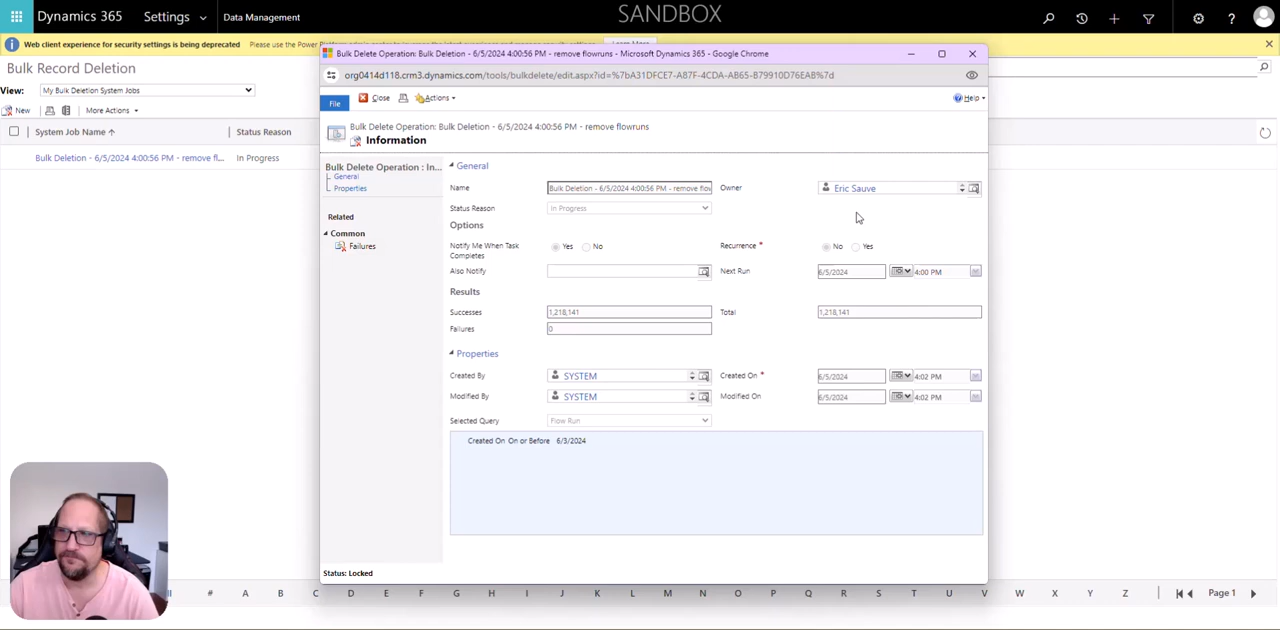 Dynamics 365 Settings Data Management SANDBOX
Web client experience for security settings is being deprecated Please use the Power
Bulk Record Deletion
View: My Bulk Deletion System Jobs
New More Actions
System Job Name Status Reason
Bulk Deletion - 6/5/2024 4:00:56 PM - remove fl... In Progress
Bulk Delete Operation: Bulk Deletion - 6/5/2024 4:00:56 PM - remove flowruns - Microsoft Dynamics 365 - Google Chrome
org0414d118.crm3.dynamics.com/tools/bulkdelete/edit.aspx?id=%7bA31DFCE7-A87F-4CDA-AB65-B79910D76EAB%7d
File Close Actions Help
Bulk Delete Operation: Bulk Deletion - 6/5/2024 4:00:56 PM - remove flowruns
Information
Bulk Delete Operation : In...
General
Properties
Related
Common
Failures
General
Name Bulk Deletion - 6/5/2024 4:00:56 PM - remove flow Owner Eric Sauve
Status Reason In Progress
Options
Notify Me When Task Completes Yes No Recurrence * No Yes
Also Notify Next Run 6/5/2024 4:00 PM
Results
Successes 1,218,141 Total 1,218,141
Failures 0
Properties
Created By SYSTEM Created On * 6/5/2024 4:02 PM
Modified By SYSTEM Modified On 6/5/2024 4:02 PM
Selected Query Flow Run
Created On On or Before 6/3/2024
Status: Locked
# A B C D E F G H I J K L M N O P Q R S T U V W X Y Z Page 1